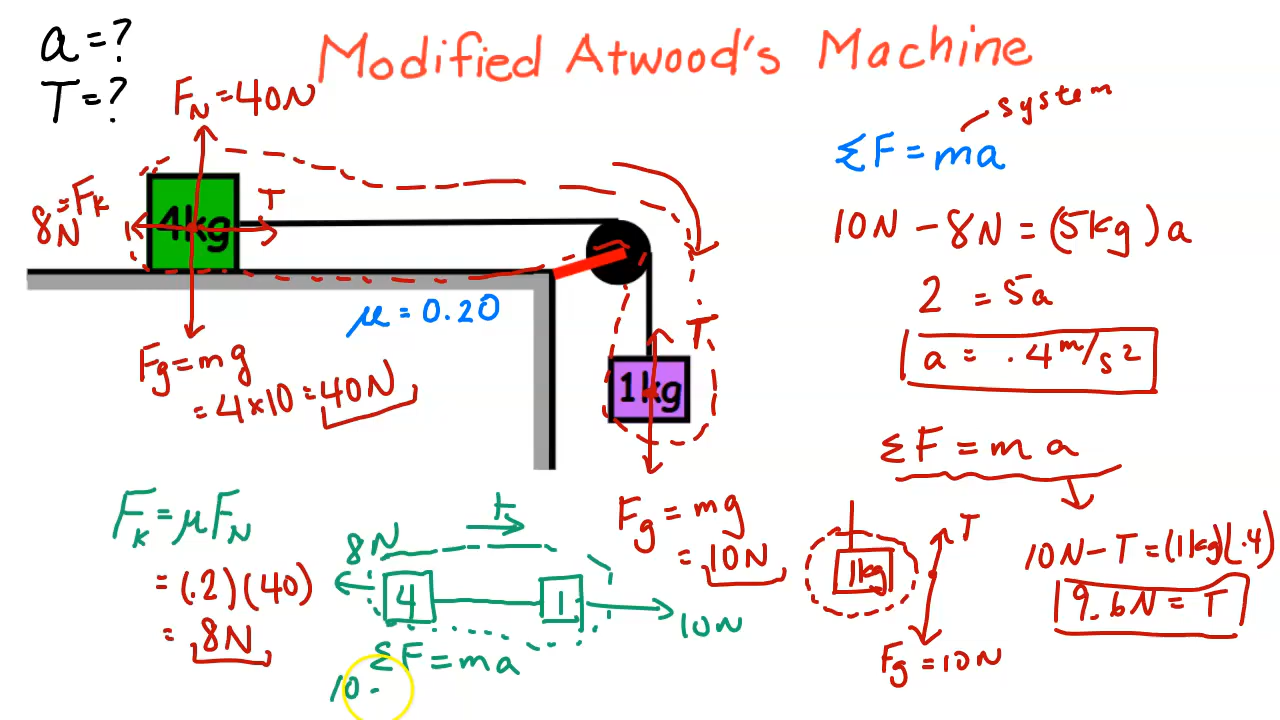 a = ?
T = ?
Modified Atwood's Machine
F_N = 40N
system
ΣF = ma
8N = F_k
4kg
T
10N - 8N = (5kg)a
μ = 0.20
2 = 5a
a = .4 m/s²
F_g = mg
= 4×10 = 40N
T
1kg
ΣF = m a
F_g = mg
= 10N
F_k = μF_N
= (.2)(40)
= 8N
8N
4
1
10N
ΣF = ma
10 -
1kg
T
F_g = 10N
10N - T = (1kg)(.4)
9.6N = T